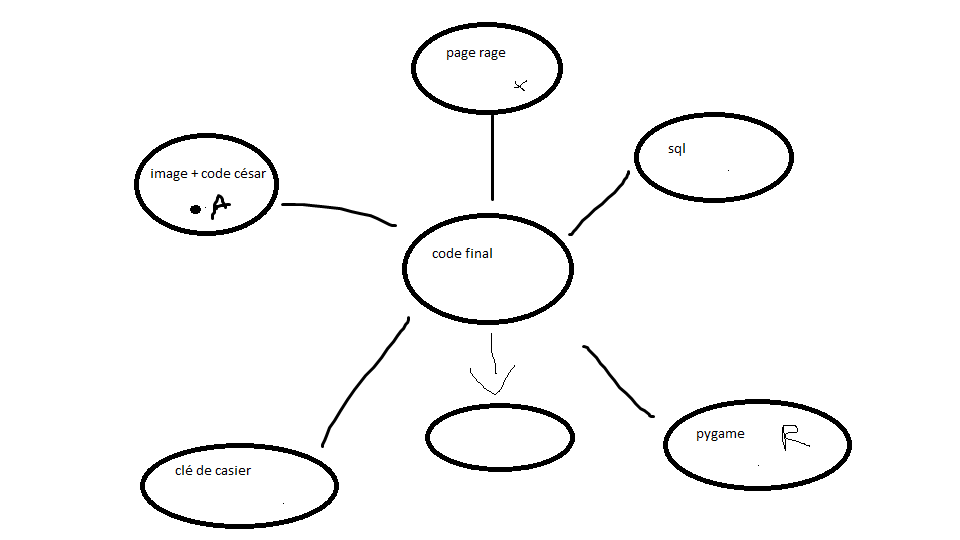 page rage
x
sql
image + code césar
A
code final
pygame
R
clé de casier